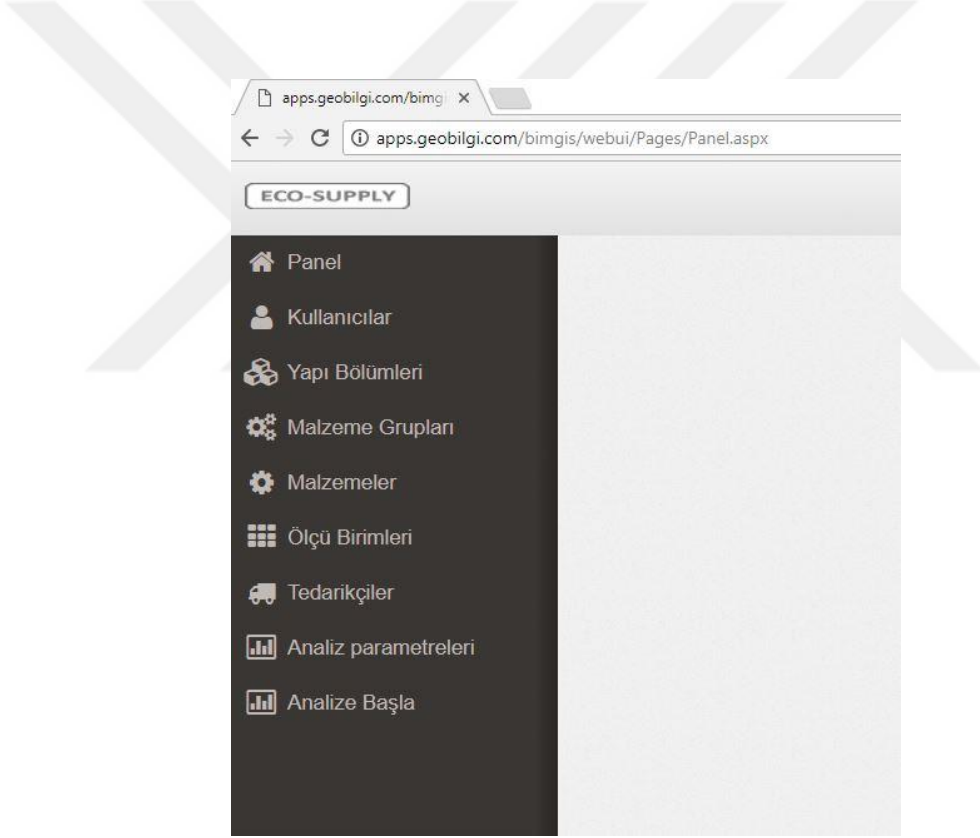 apps.geobilgi.com/bimgi
apps.geobilgi.com/bimgis/webui/Pages/Panel.aspx
ECO-SUPPLY
Panel
Kullanıcılar
Yapı Bölümleri
Malzeme Grupları
Malzemeler
Ölçü Birimleri
Tedarikçiler
Analiz parametreleri
Analize Başla